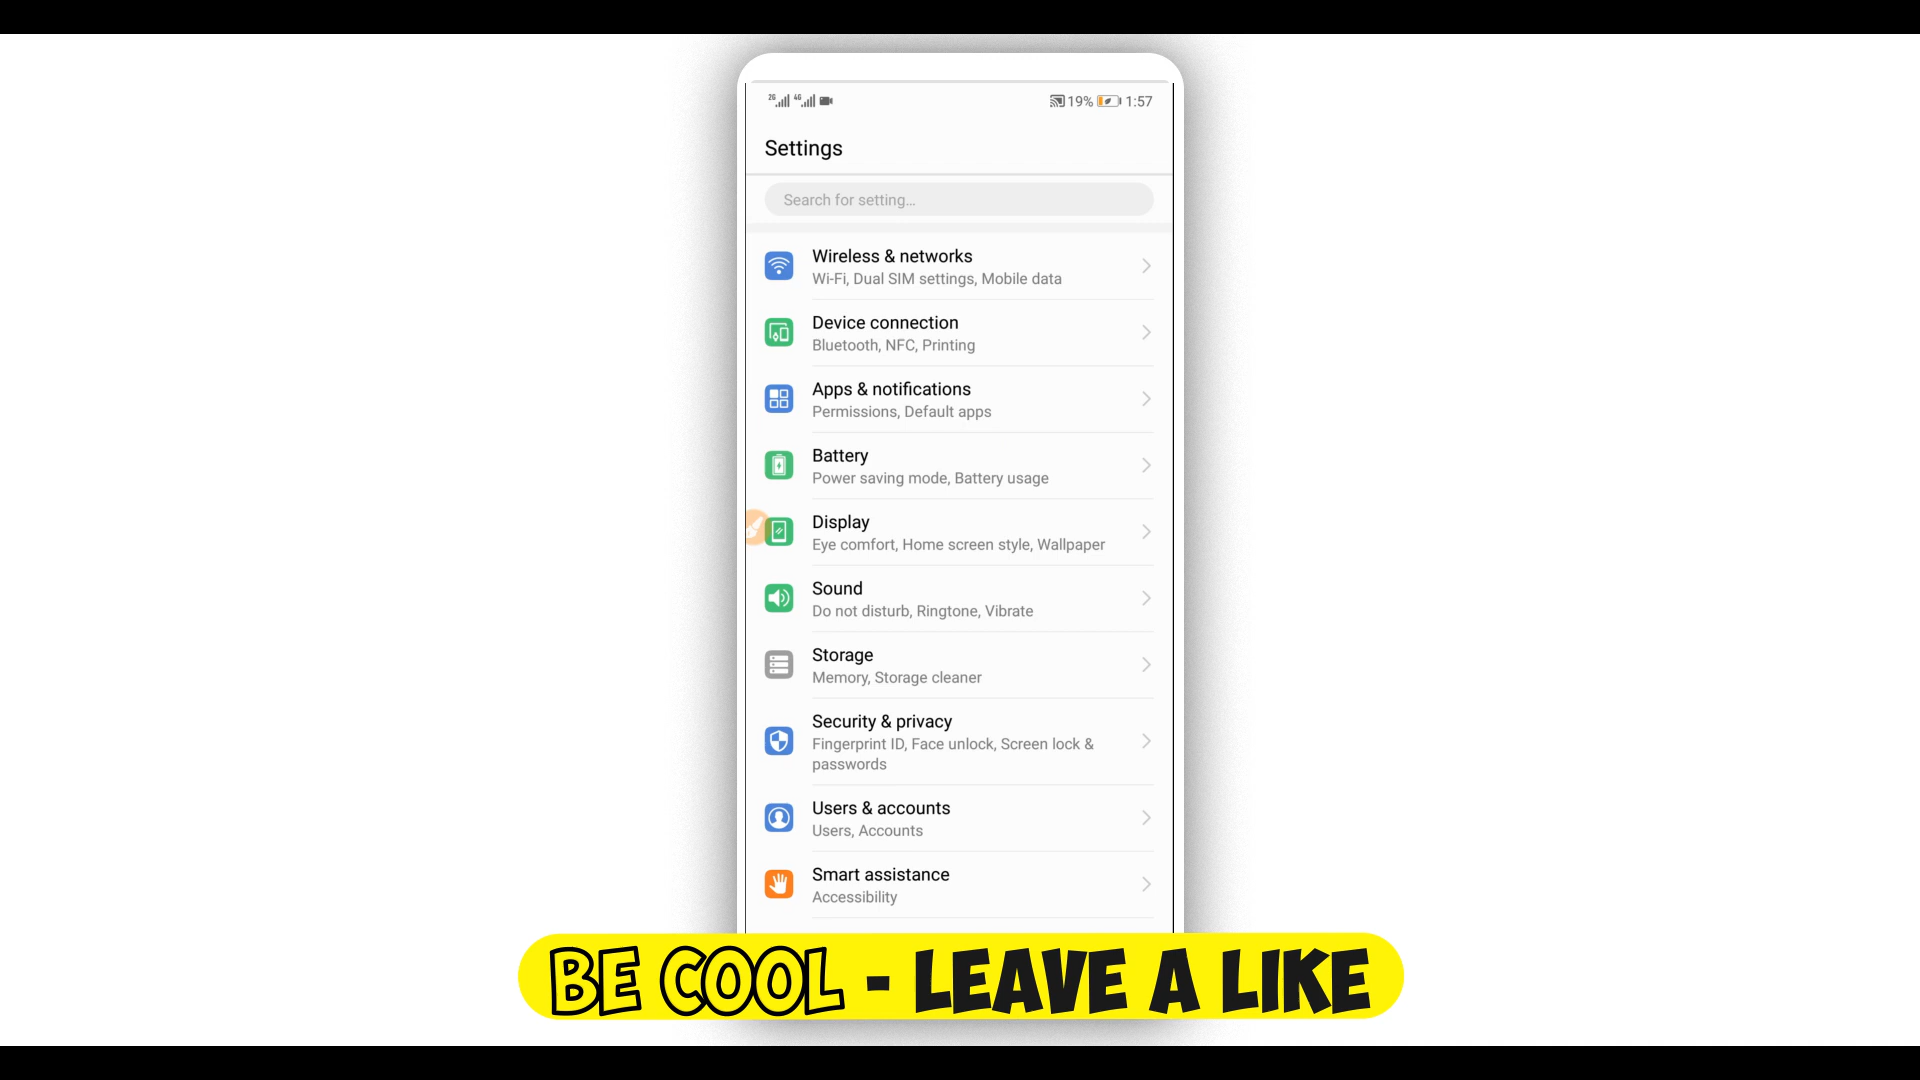 2G 4G 19% 1:57
Settings
Search for setting...
Wireless & networks
Wi-Fi, Dual SIM settings, Mobile data
Device connection
Bluetooth, NFC, Printing
Apps & notifications
Permissions, Default apps
Battery
Power saving mode, Battery usage
Display
Eye comfort, Home screen style, Wallpaper
Sound
Do not disturb, Ringtone, Vibrate
Storage
Memory, Storage cleaner
Security & privacy
Fingerprint ID, Face unlock, Screen lock &
passwords
Users & accounts
Users, Accounts
Smart assistance
Accessibility
BE COOL - LEAVE A LIKE